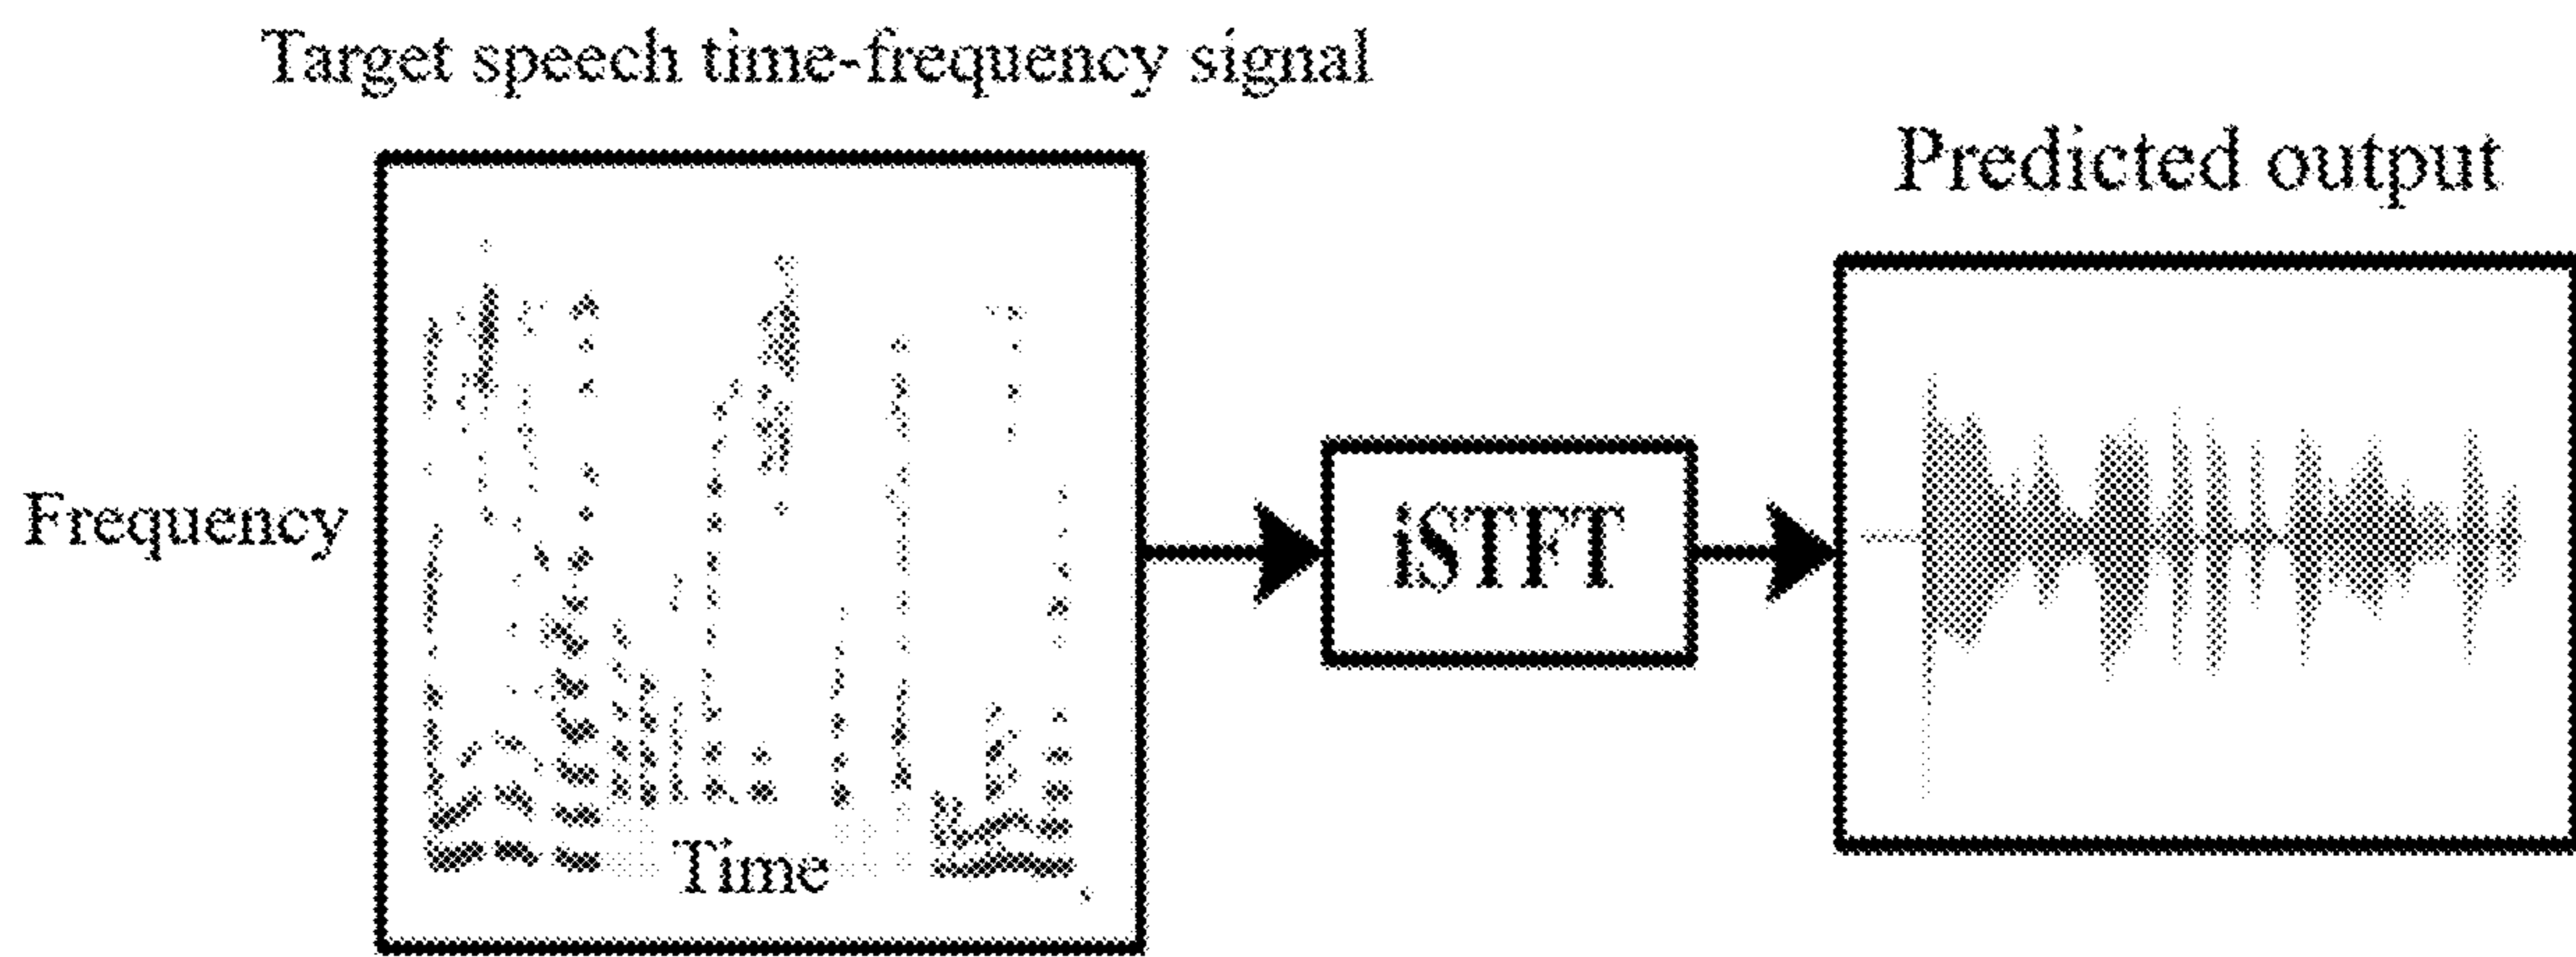 Target speech time-frequency signal
Predicted output
Frequency
iSTFT
Time